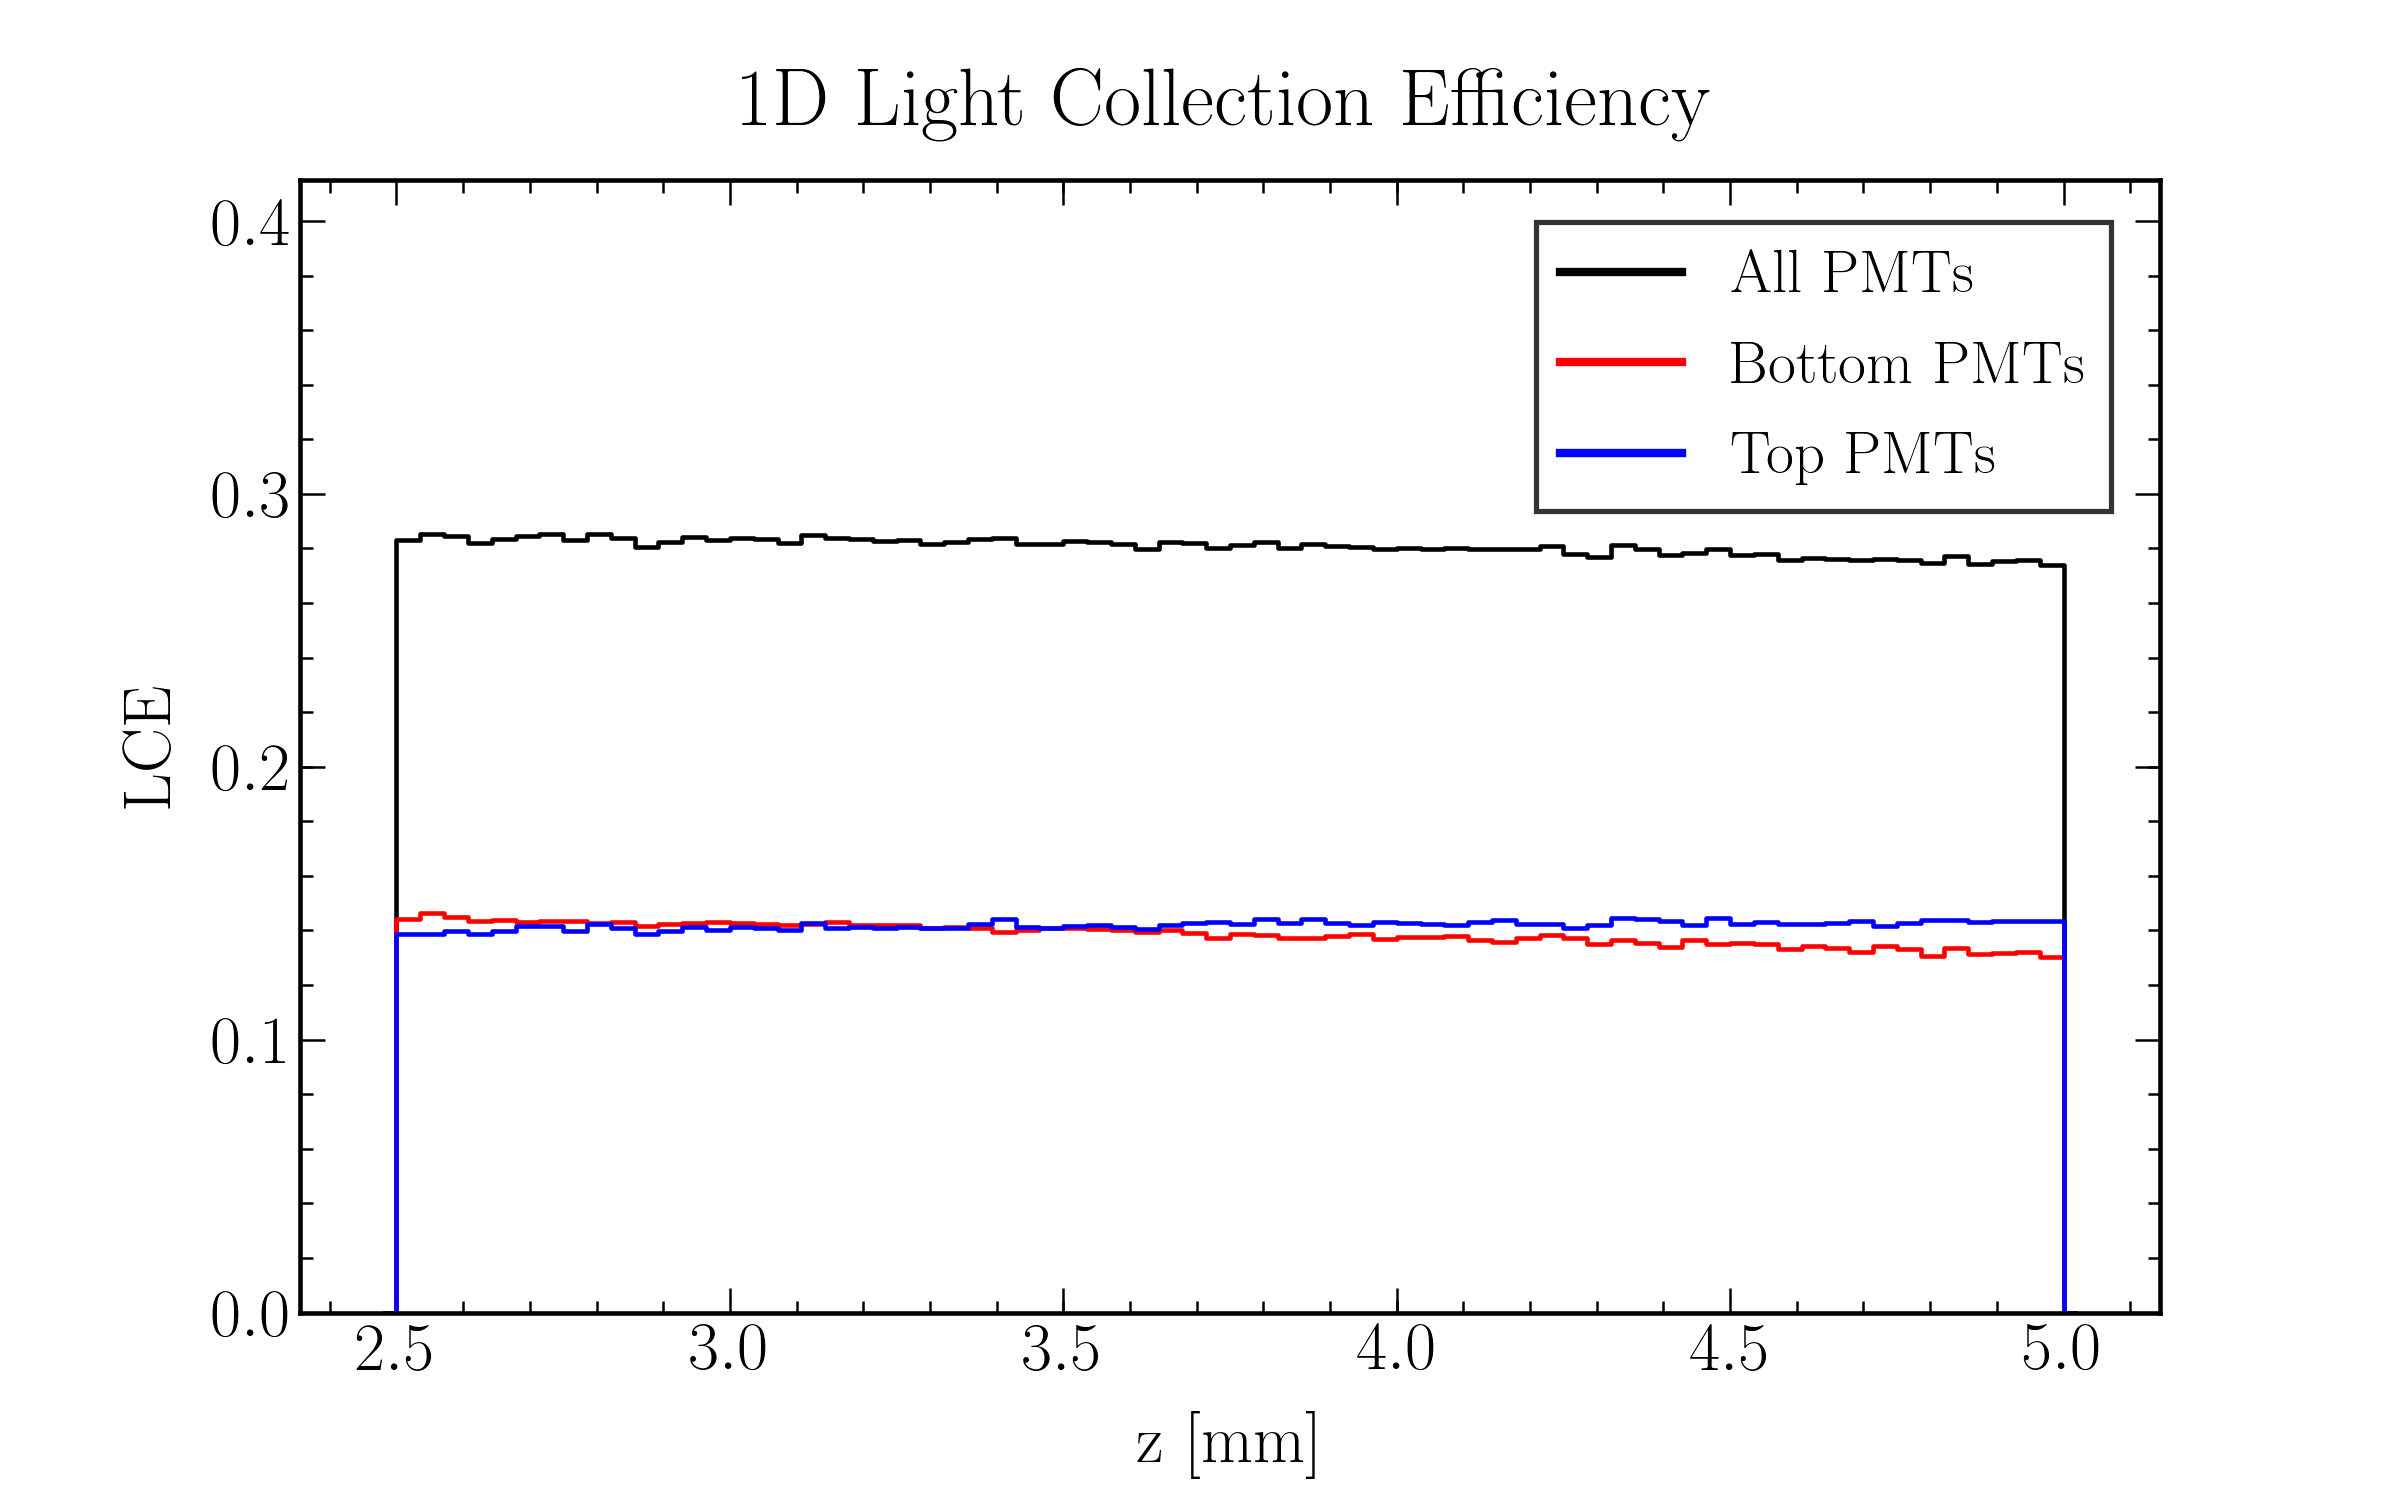 1D Light Collection Efficiency
0.4
0.3
0.2
0.1
0.0
LCE
All PMTs
Bottom PMTs
Top PMTs
2.5 3.0 3.5 4.0 4.5 5.0
z [mm]